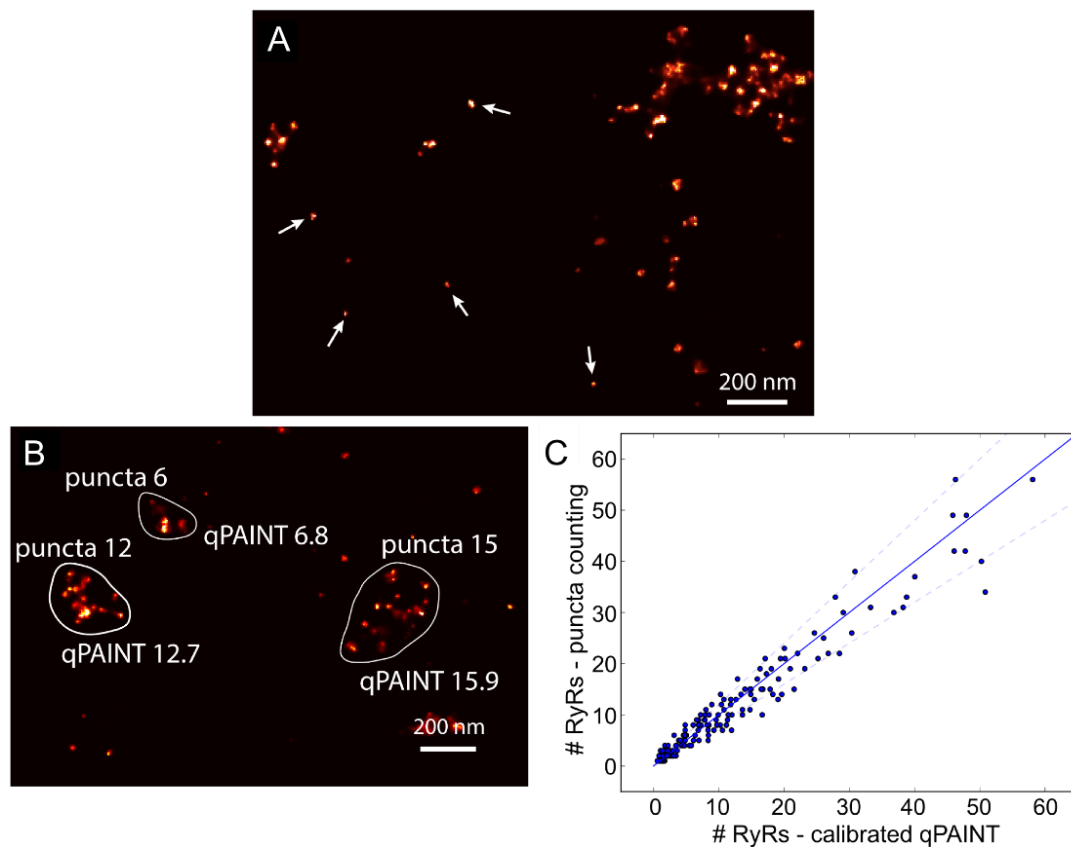 A
200 nm
B
puncta 6
qPAINT 6.8
puncta 12
puncta 15
qPAINT 12.7
qPAINT 15.9
200 nm
C
60
50
40
30
20
10
0
# RyRs - puncta counting
0 10 20 30 40 50 60
# RyRs - calibrated qPAINT